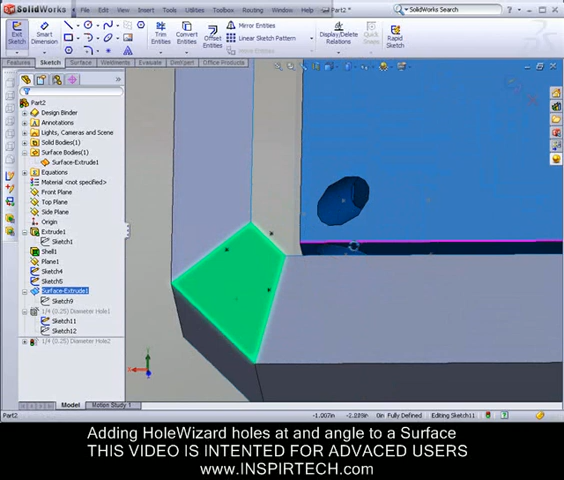 SolidWorks File Edit View Insert Tools Window Help Part2 * SolidWorks Search
Exit Sketch
Smart Dimension
Trim Entities
Convert Entities
Offset Entities
Mirror Entities
Linear Sketch Pattern
Display/Delete Relations
Rapid Sketch
Features Sketch Surface Weldments Evaluate DimXpert Office Products
Part2
Design Binder
Annotations
Lights, Cameras and Scene
Solid Bodies(1)
Surface Bodies(1)
Surface-Extrude1
Equations
Material <not specified>
Front Plane
Top Plane
Side Plane
Origin
Extrude1
Sketch1
Shell1
Plane1
Sketch4
Sketch5
Surface-Extrude1
Sketch9
1/4 (0.25) Diameter Hole1
Sketch11
Sketch12
1/4 (0.25) Diameter Hole2
Model Motion Study 1
Part2 -1.007in -2.289in 0in Fully Defined Editing Sketch11
Adding HoleWizard holes at and angle to a Surface
THIS VIDEO IS INTENTED FOR ADVACED USERS
www.INSPIRTECH.com